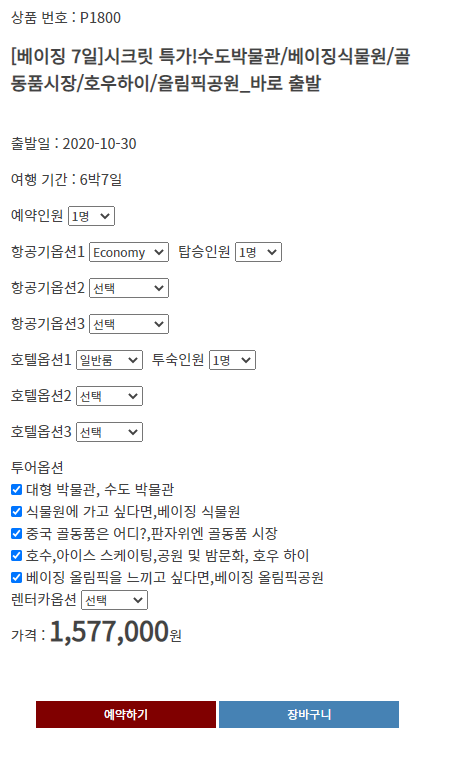 상품 번호 : P1800
[베이징 7일]시크릿 특가!수도박물관/베이징식물원/골
동품시장/호우하이/올림픽공원_바로 출발
출발일 : 2020-10-30
여행 기간 : 6박7일
예약인원 1명
항공기옵션1 Economy 탑승인원 1명
항공기옵션2 선택
항공기옵션3 선택
호텔옵션1 일반룸 투숙인원 1명
호텔옵션2 선택
호텔옵션3 선택
투어옵션
대형 박물관, 수도 박물관
식물원에 가고 싶다면,베이징 식물원
중국 골동품은 어디?,판자위엔 골동품 시장
호수,아이스 스케이팅,공원 및 밤문화, 호우 하이
베이징 올림픽을 느끼고 싶다면,베이징 올림픽공원
렌터카옵션 선택
가격 : 1,577,000원
예약하기 장바구니